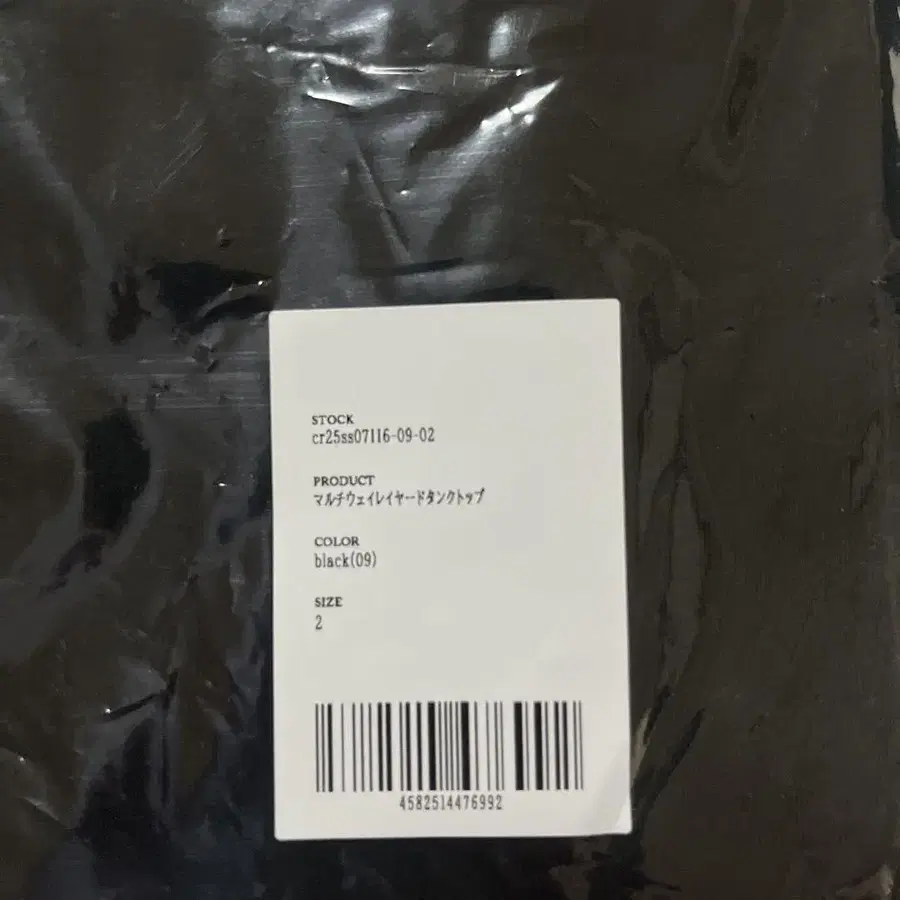 STOCK
cr25ss07116-09-02
PRODUCT
マルチウェイレイヤードタンクトップ
COLOR
black(09)
SIZE
2
4582514476992